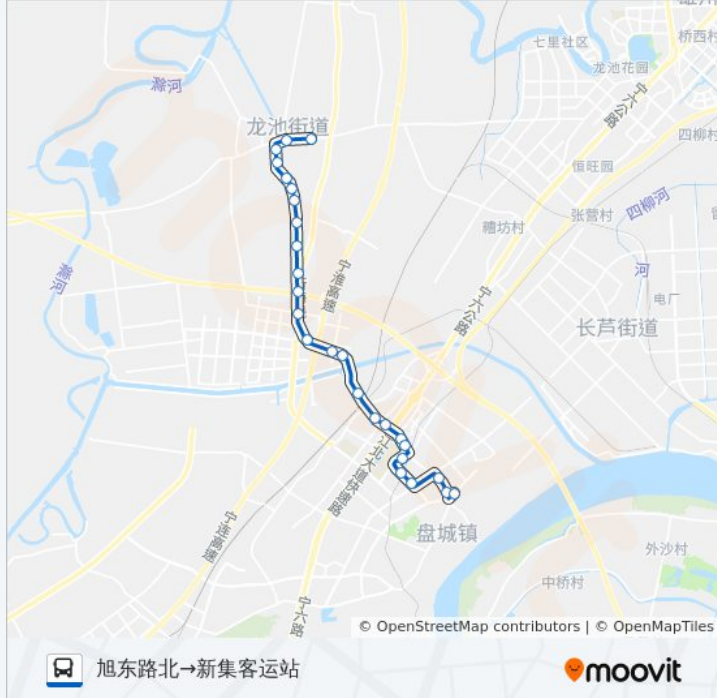 桥西村
七里社区
龙池花园
宁六公路
滁河
龙池街道
四柳村
恒旺园
四柳河
张营村
糟坊村
河
滁河
宁淮高速
宁六公路
电厂
长芦街道
江北大道快速路
宁连高速
盘城镇
外沙村
中桥村
宁六路
© OpenStreetMap contributors | © OpenMapTiles
旭东路北→新集客运站
moovit